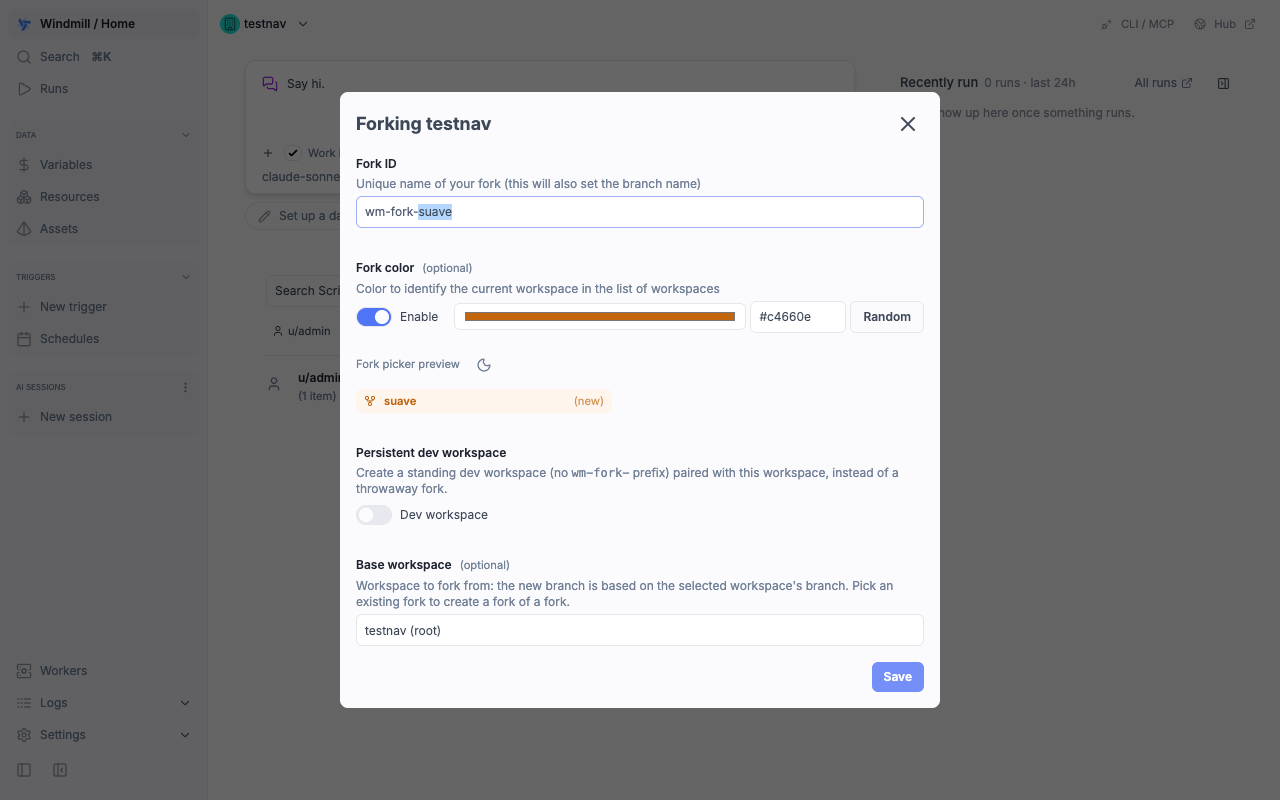 Windmill / Home
testnav
CLI / MCP
Hub
Search ⌘K
Runs
Say hi.
Recently run 0 runs · last 24h
All runs
now up here once something runs.
DATA
Variables
Resources
Assets
Work i
claude-sonne
Set up a da
TRIGGERS
New trigger
Schedules
Search Scri
u/admin
u/admin
(1 item)
AI SESSIONS
New session
Workers
Logs
Settings
Forking testnav
Fork ID
Unique name of your fork (this will also set the branch name)
wm-fork-suave
Fork color (optional)
Color to identify the current workspace in the list of workspaces
Enable
#c4660e
Random
Fork picker preview
suave (new)
Persistent dev workspace
Create a standing dev workspace (no wm-fork- prefix) paired with this workspace, instead of a
throwaway fork.
Dev workspace
Base workspace (optional)
Workspace to fork from: the new branch is based on the selected workspace's branch. Pick an
existing fork to create a fork of a fork.
testnav (root)
Save